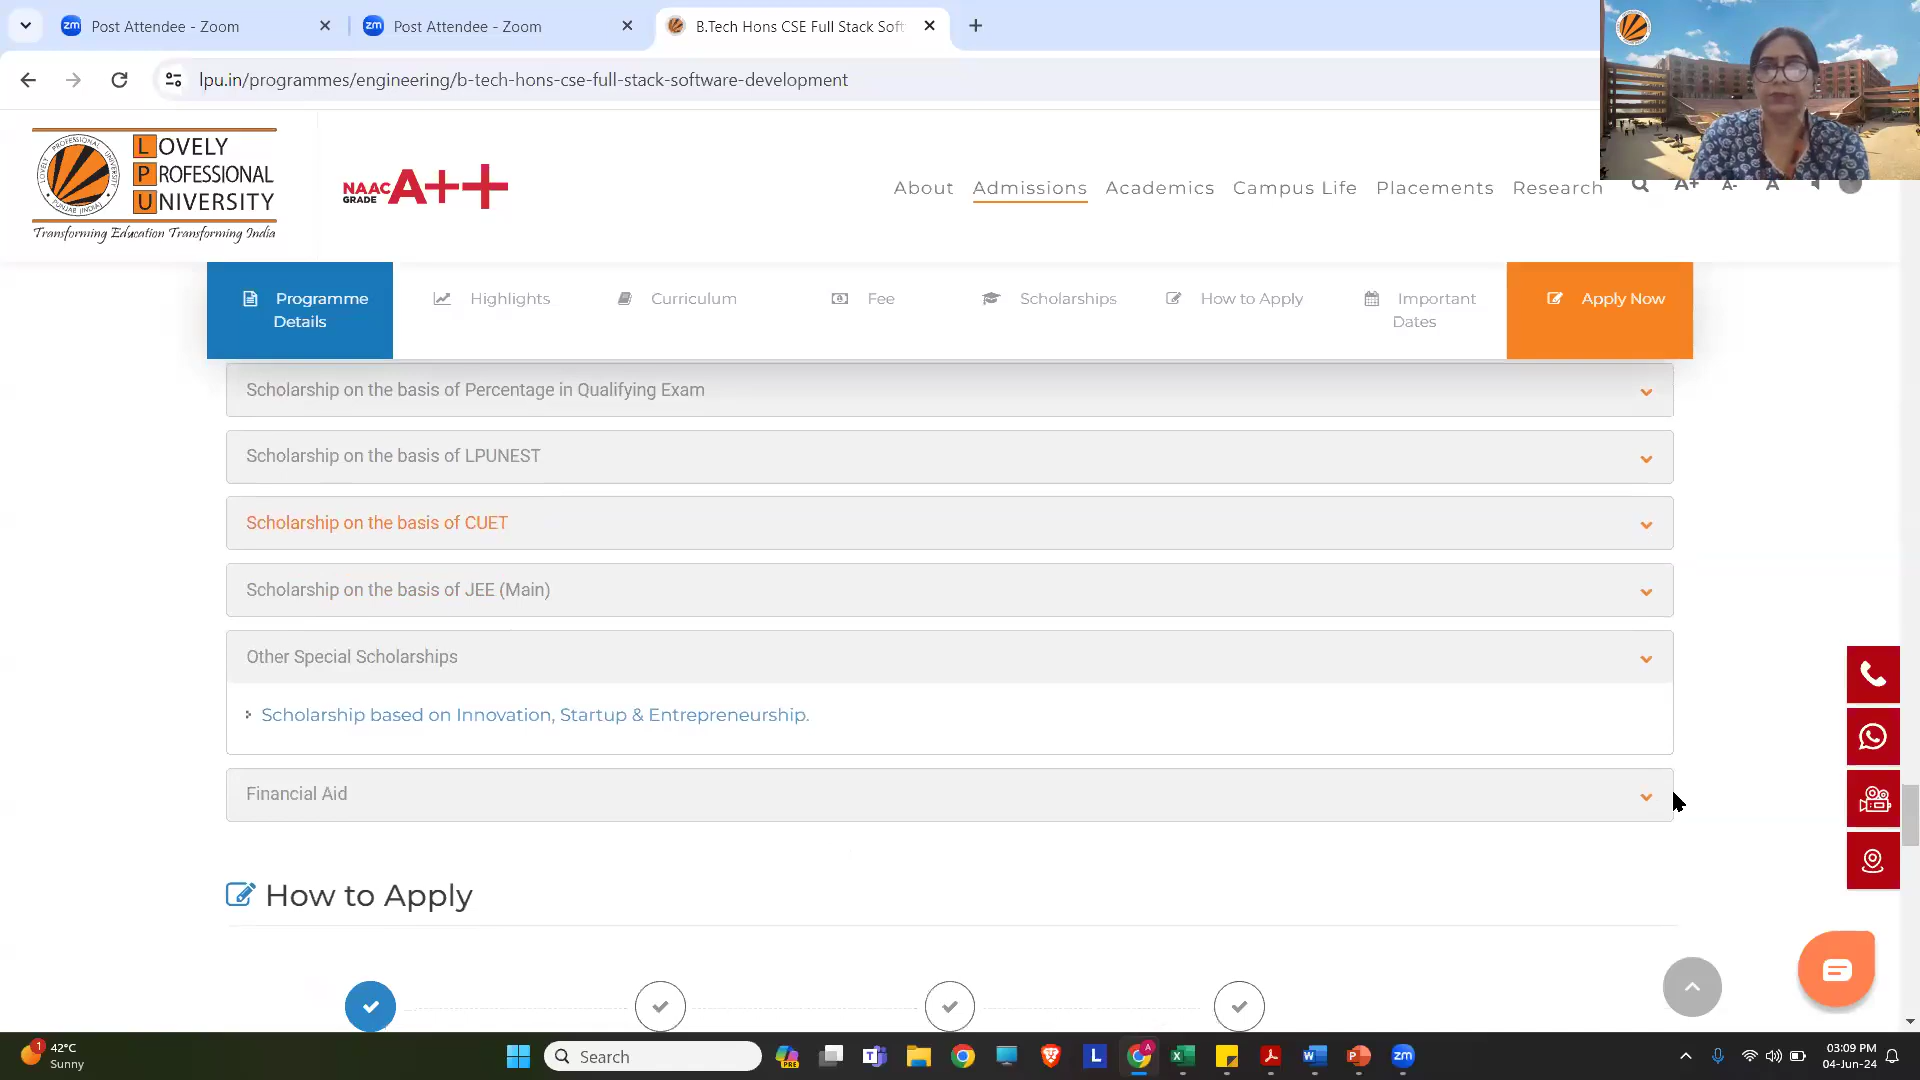 zm Post Attendee - Zoom
zm Post Attendee - Zoom
B.Tech Hons CSE Full Stack Soft
lpu.in/programmes/engineering/b-tech-hons-cse-full-stack-software-development
LOVELY
PROFESSIONAL
UNIVERSITY
Transforming Education Transforming India
NAAC
GRADE
A++
About
Admissions
Academics
Campus Life
Placements
Research
A+
A-
A
Programme
Details
Highlights
Curriculum
Fee
Scholarships
How to Apply
Important
Dates
Apply Now
Scholarship on the basis of Percentage in Qualifying Exam
Scholarship on the basis of LPUNEST
Scholarship on the basis of CUET
Scholarship on the basis of JEE (Main)
Other Special Scholarships
Scholarship based on Innovation, Startup & Entrepreneurship.
Financial Aid
How to Apply
1
42°C
Sunny
Search
PRE
L
A
zm
03:09 PM
04-Jun-24